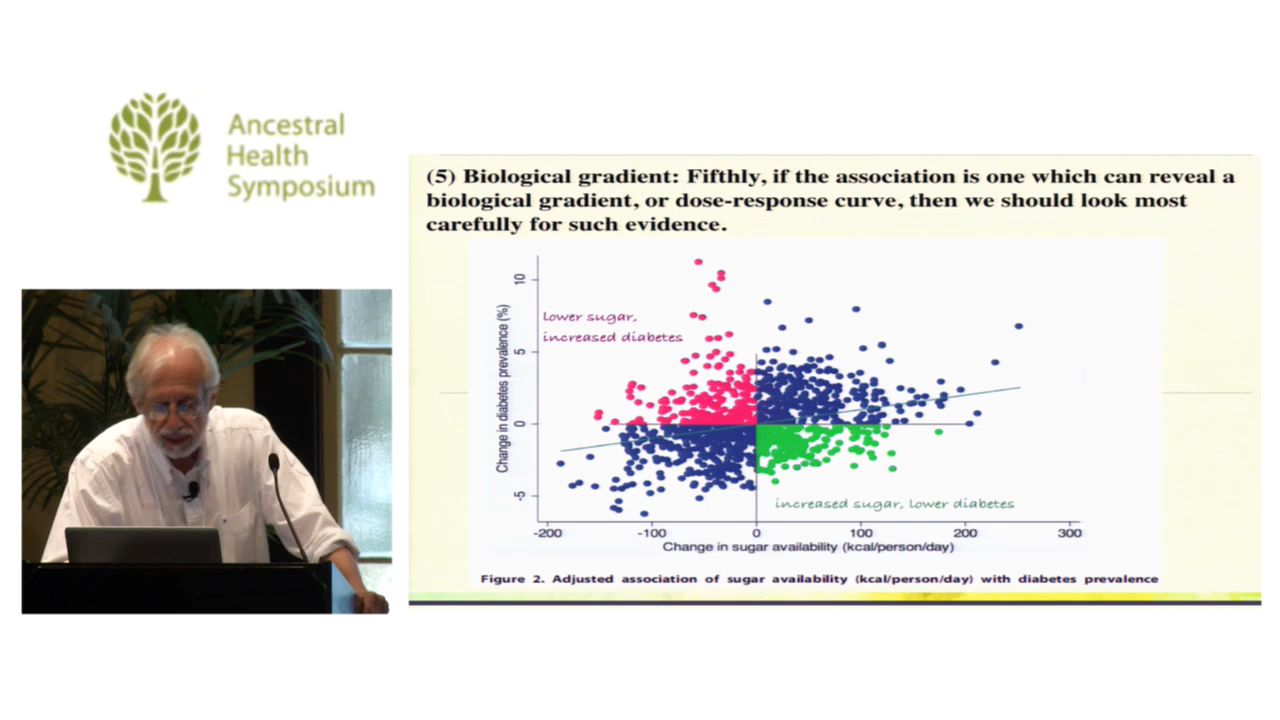 Ancestral
Health
Symposium
(5) Biological gradient: Fifthly, if the association is one which can reveal a
biological gradient, or dose-response curve, then we should look most
carefully for such evidence.
Change in diabetes prevalence (%)
10
5
0
-5
lower sugar,
increased diabetes
increased sugar, lower diabetes
-200 -100 0 100 200 300
Change in sugar availability (kcal/person/day)
Figure 2. Adjusted association of sugar availability (kcal/person/day) with diabetes prevalence